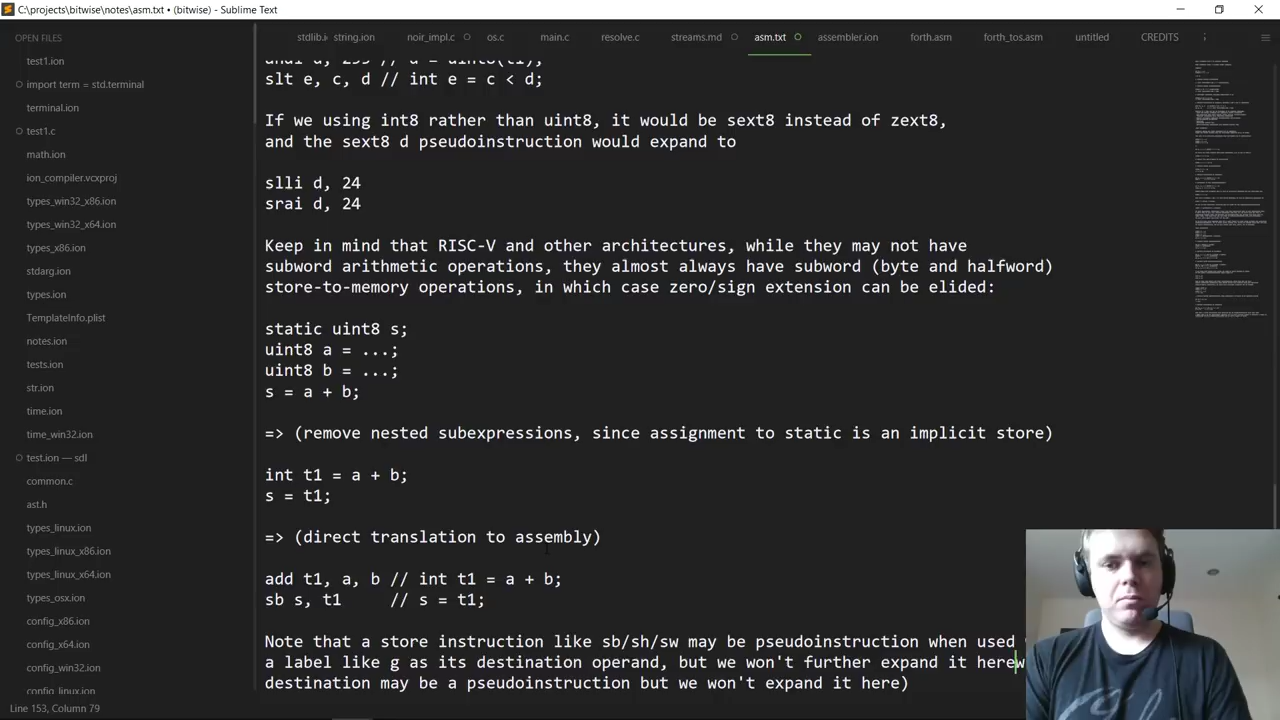 C:\projects\bitwise\notes\asm.txt • (bitwise) - Sublime Text
OPEN FILES
test1.ion
import term = std.terminal
terminal.ion
test1.c
math.ion
ion_compiler.vcxproj
types_win32_x86.ion
types_win32_x64.ion
types_x86.ion
stdarg.ion
types.ion
TemplateInfo.plist
notes.ion
tests.ion
str.ion
time.ion
time_win32.ion
test.ion — sdl
common.c
ast.h
types_linux.ion
types_linux_x86.ion
types_linux_x64.ion
types_osx.ion
config_x86.ion
config_x64.ion
config_win32.ion
config_linux.ion
string.ion noir_impl.c os.c main.c resolve.c streams.md asm.txt assembler.ion forth.asm forth_tos.asm untitled CREDITS
slt e, c, d // int e = c < d;
If we using int8 rather than uint8, it would be sext8 instead of zext8,
and the sext8 d pseudoinstruction would expand to
slli d, 24
srai d, 24
Keep in mind that RISC-V and other architectures, while they may not have
subword arithmetic operations, they almost always have subword (byte and halfword)
store-to-memory operations, in which case zero/sign extension can be elided:
static uint8 s;
uint8 a = ...;
uint8 b = ...;
s = a + b;
=> (remove nested subexpressions, since assignment to static is an implicit store)
int t1 = a + b;
s = t1;
=> (direct translation to assembly)
add t1, a, b // int t1 = a + b;
sb s, t1 // s = t1;
Note that a store instruction like sb/sh/sw may be pseudoinstruction when used
a label like g as its destination operand, but we won't further expand it herew
destination may be a pseudoinstruction but we won't expand it here)
Line 153, Column 79